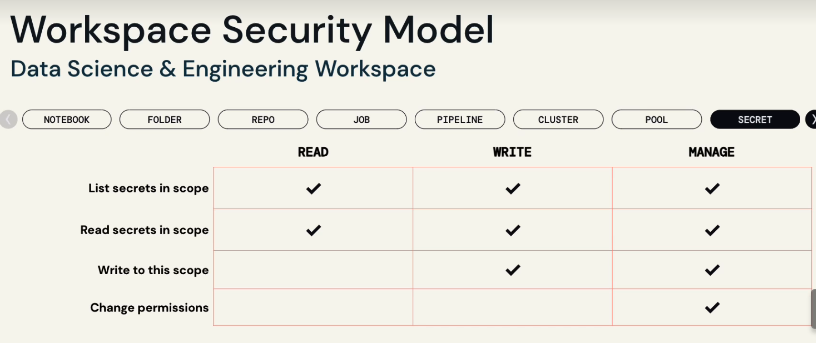 Workspace Security Model
Data Science & Engineering Workspace
NOTEBOOK FOLDER REPO JOB PIPELINE CLUSTER POOL SECRET
READ WRITE MANAGE
List secrets in scope ✓ ✓ ✓
Read secrets in scope ✓ ✓ ✓
Write to this scope ✓ ✓
Change permissions ✓